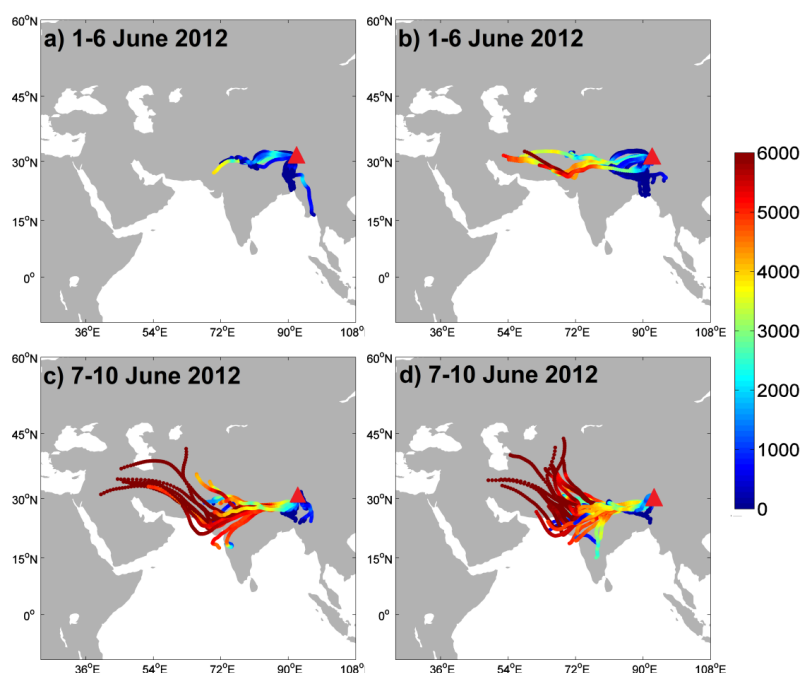 60°N
a) 1-6 June 2012
45°N
30°N
15°N
0°
36°E 54°E 72°E 90°E 108°E
60°N
b) 1-6 June 2012
45°N
30°N
15°N
0°
36°E 54°E 72°E 90°E 108°E
60°N
c) 7-10 June 2012
45°N
30°N
15°N
0°
36°E 54°E 72°E 90°E 108°E
60°N
d) 7-10 June 2012
45°N
30°N
15°N
0°
36°E 54°E 72°E 90°E 108°E
6000
5000
4000
3000
2000
1000
0